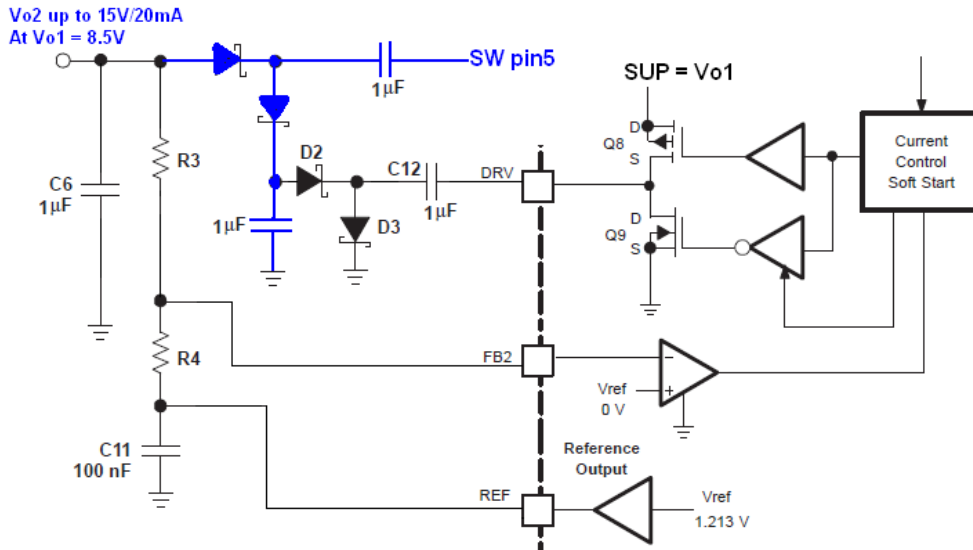 Vo2 up to 15V/20mA
At Vo1 = 8.5V
SW pin5
1μF
SUP = Vo1
D
Q8
S
Current
Control
Soft Start
R3
D2
C12
DRV
1μF
C6
1μF
1μF
D3
D
Q9
S
R4
FB2
−
Vref
+
0 V
C11
100 nF
Reference
Output
REF
Vref
1.213 V